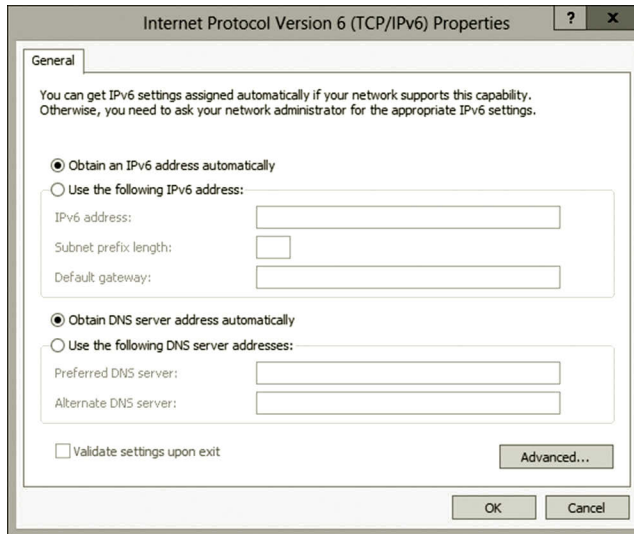 Internet Protocol Version 6 (TCP/IPv6) Properties
? x
General
You can get IPv6 settings assigned automatically if your network supports this capability.
Otherwise, you need to ask your network administrator for the appropriate IPv6 settings.
Obtain an IPv6 address automatically
Use the following IPv6 address:
IPv6 address:
Subnet prefix length:
Default gateway:
Obtain DNS server address automatically
Use the following DNS server addresses:
Preferred DNS server:
Alternate DNS server:
Validate settings upon exit
Advanced...
OK Cancel